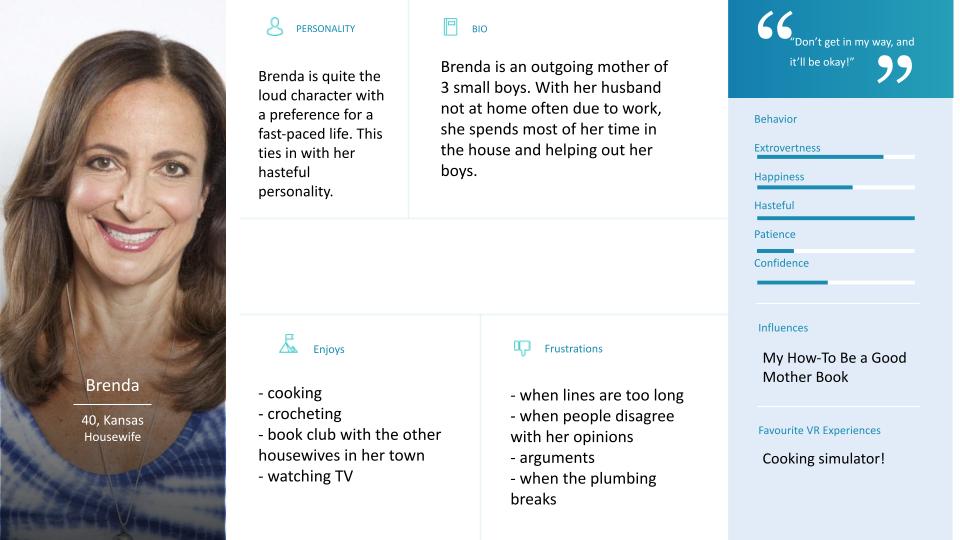 Brenda
40, Kansas
Housewife
PERSONALITY
Brenda is quite the
loud character with
a preference for a
fast-paced life. This
ties in with her
hasteful
personality.
BIO
Brenda is an outgoing mother of
3 small boys. With her husband
not at home often due to work,
she spends most of her time in
the house and helping out her
boys.
Enjoys
- cooking
- crocheting
- book club with the other
housewives in her town
- watching TV
Frustrations
- when lines are too long
- when people disagree
with her opinions
- arguments
- when the plumbing
breaks
“
“Don’t get in my way, and
it’ll be okay!”
”
Behavior
Extrovertness
Happiness
Hasteful
Patience
Confidence
Influences
My How-To Be a Good
Mother Book
Favourite VR Experiences
Cooking simulator!